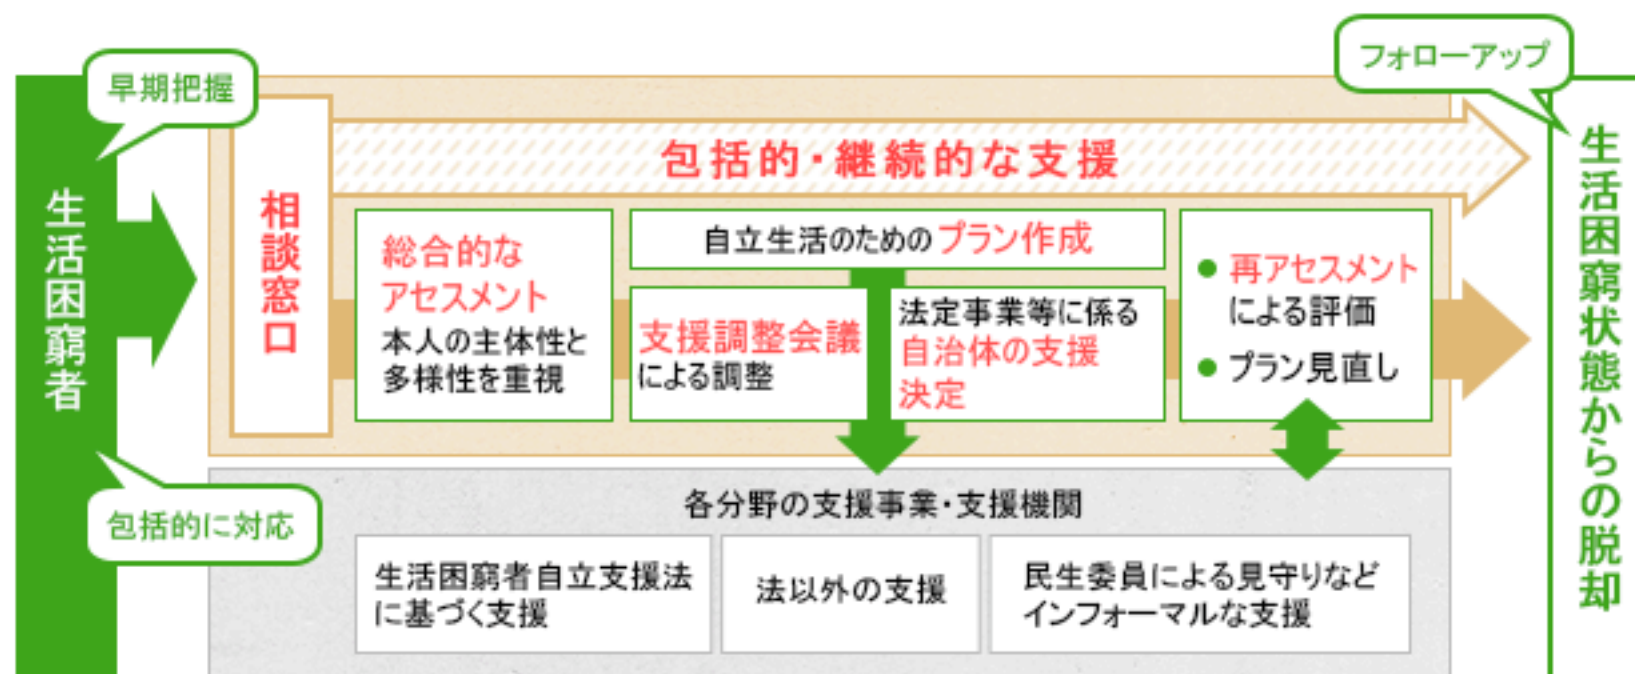 早期把握
フォローアップ
生活困窮者
包括的に対応
相談窓口
包括的・継続的な支援
総合的な
アセスメント
本人の主体性と
多様性を重視
自立生活のためのプラン作成
支援調整会議
による調整
法定事業等に係る
自治体の支援
決定
●再アセスメント
による評価
●プラン見直し
生活困窮状態からの脱却
各分野の支援事業・支援機関
生活困窮者自立支援法
に基づく支援
法以外の支援
民生委員による見守りなど
インフォーマルな支援